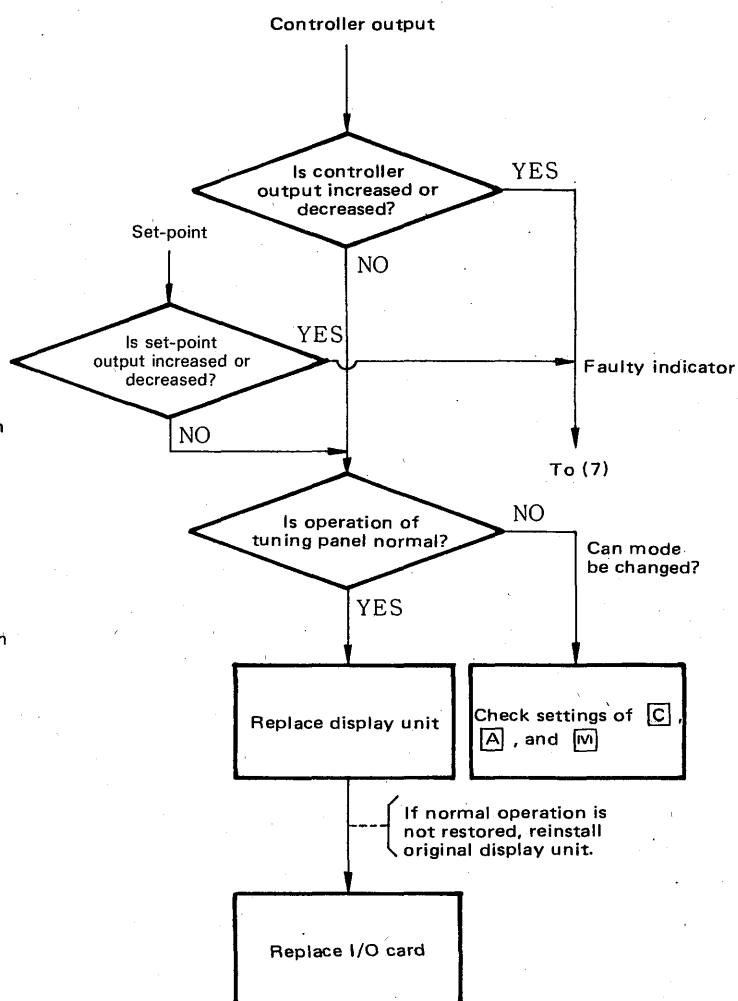 Controller output
Is controller
output increased or
decreased?
YES
NO
Set-point
Is set-point
output increased or
decreased?
YES
Faulty indicator
NO
To (7)
Is operation of
tuning panel normal?
NO
Can mode
be changed?
YES
Replace display unit
Check settings of C ,
A , and M
If normal operation is
not restored, reinstall
original display unit.
Replace I/O card